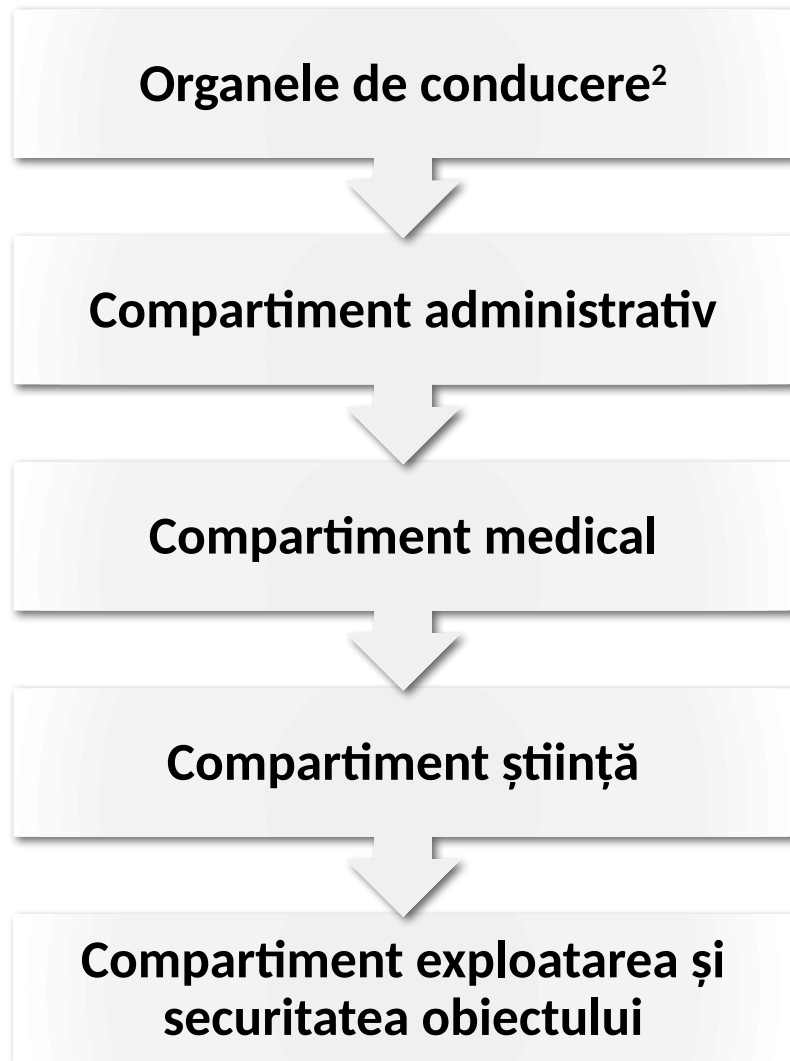 Organele de conducere²
Compartiment administrativ
Compartiment medical
Compartiment știință
Compartiment exploatarea și
securitatea obiectului